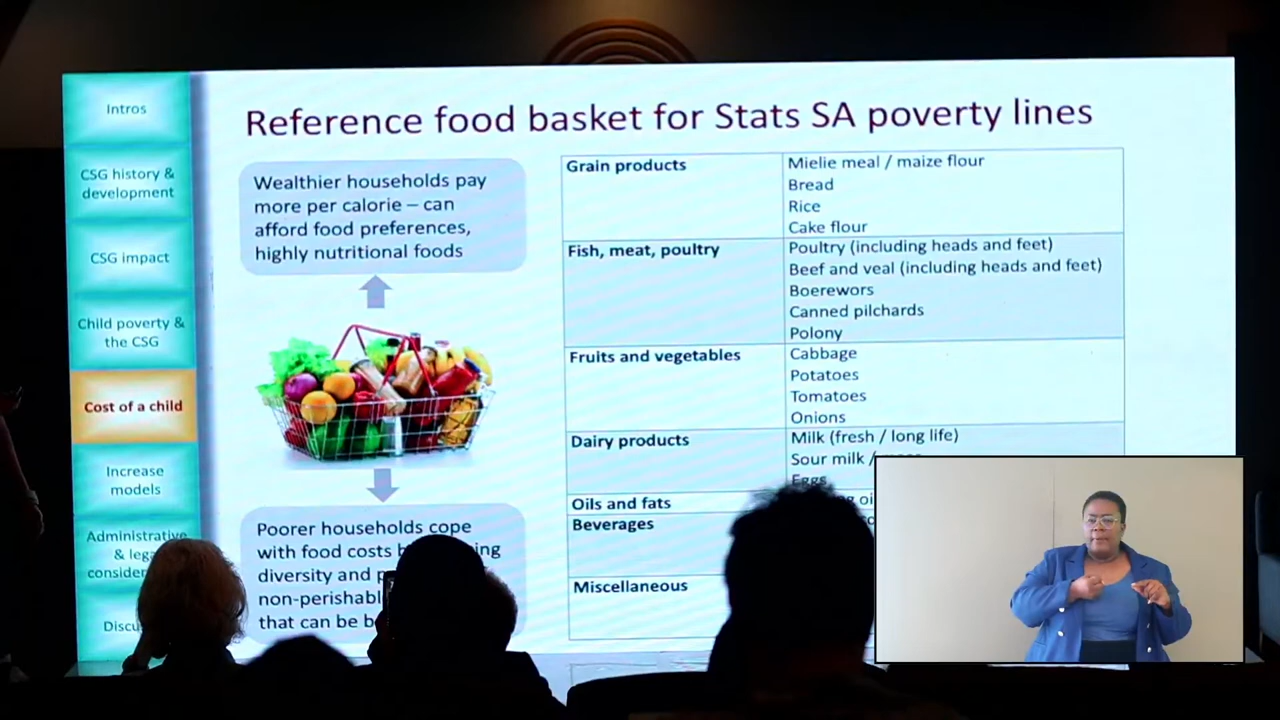 Intros
CSG history &
development
CSG impact
Child poverty &
the CSG
Cost of a child
Increase
models
Administrative
&
Reference food basket for Stats SA poverty lines
Wealthier households pay
more per calorie – can
afford food preferences,
highly nutritional foods
Poorer households cope
with food costs
diversity and
that can be
Grain products
Mielie meal / maize flour
Bread
Rice
Cake flour
Fish, meat, poultry
Poultry (including heads and feet)
Beef and veal (including heads and feet)
Boerewors
Canned pilchards
Polony
Fruits and vegetables
Cabbage
Potatoes
Tomatoes
Onions
Dairy products
Milk (fresh / long life)
Sour milk /
Eggs
Oils and fats
Beverages
Miscellaneous